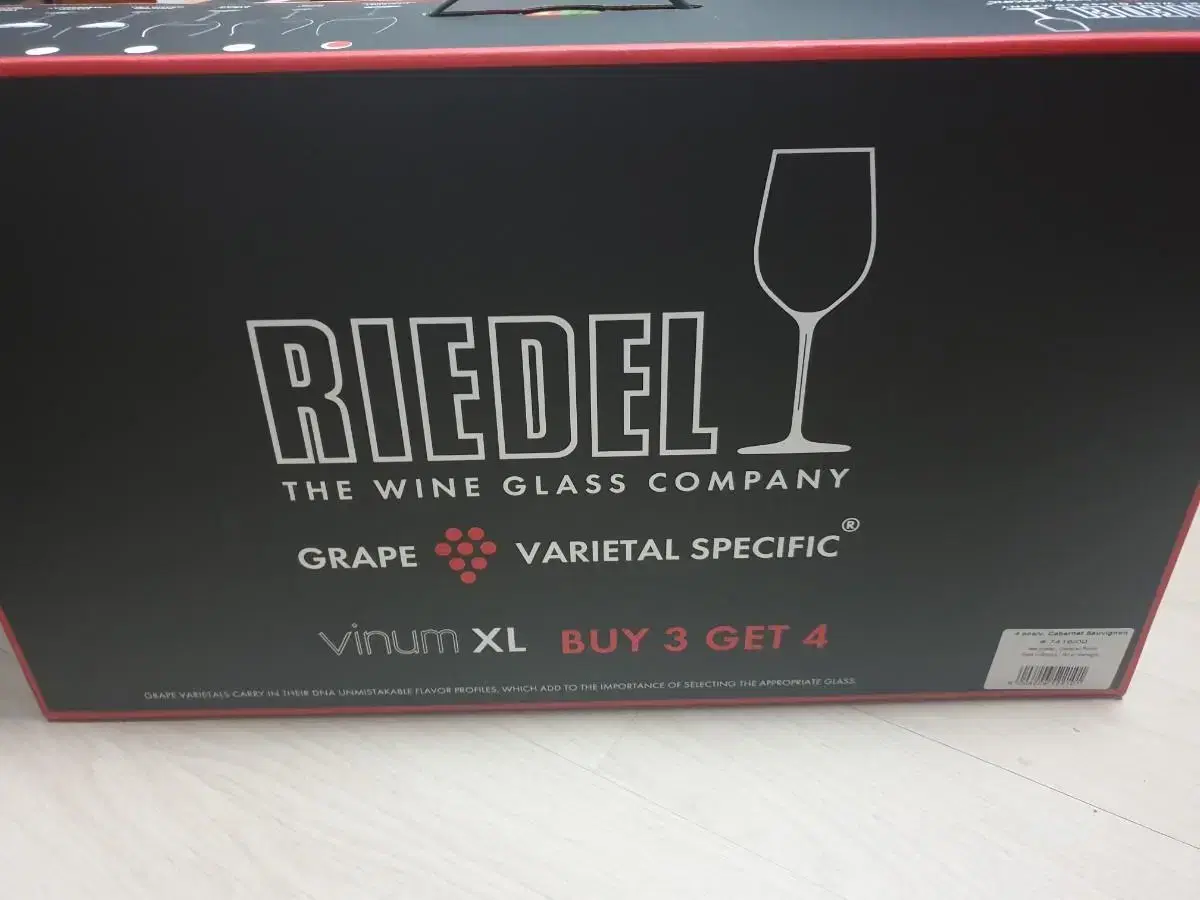 RIEDEL
THE WINE GLASS COMPANY
GRAPE VARIETAL SPECIFIC®
vinum XL BUY 3 GET 4
GRAPE VARIETALS CARRY IN THEIR DNA UNMISTAKABLE FLAVOR PROFILES, WHICH ADD TO THE IMPORTANCE OF SELECTING THE APPROPRIATE GLASS.
Cabernet Sauvignon